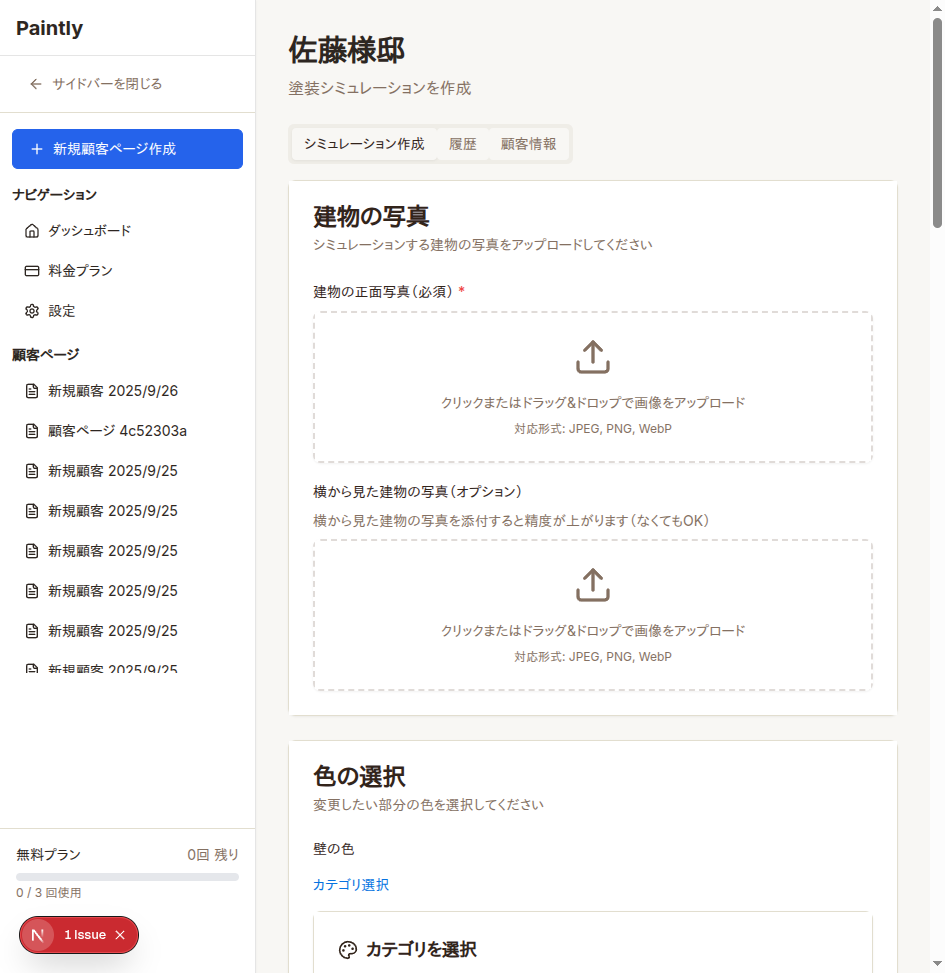 Paintly
サイドバーを閉じる
新規顧客ページ作成
ナビゲーション
ダッシュボード
料金プラン
設定
顧客ページ
新規顧客 2025/9/26
顧客ページ 4c52303a
新規顧客 2025/9/25
新規顧客 2025/9/25
新規顧客 2025/9/25
新規顧客 2025/9/25
新規顧客 2025/9/25
新規顧客 2025/9/25
無料プラン 0回 残り
0 / 3 回使用
N 1 Issue
佐藤様邸
塗装シミュレーションを作成
シミュレーション作成 履歴 顧客情報
建物の写真
シミュレーションする建物の写真をアップロードしてください
建物の正面写真（必須） *
クリックまたはドラッグ&ドロップで画像をアップロード
対応形式: JPEG, PNG, WebP
横から見た建物の写真（オプション）
横から見た建物の写真を添付すると精度が上がります（なくてもOK）
クリックまたはドラッグ&ドロップで画像をアップロード
対応形式: JPEG, PNG, WebP
色の選択
変更したい部分の色を選択してください
壁の色
カテゴリ選択
カテゴリを選択